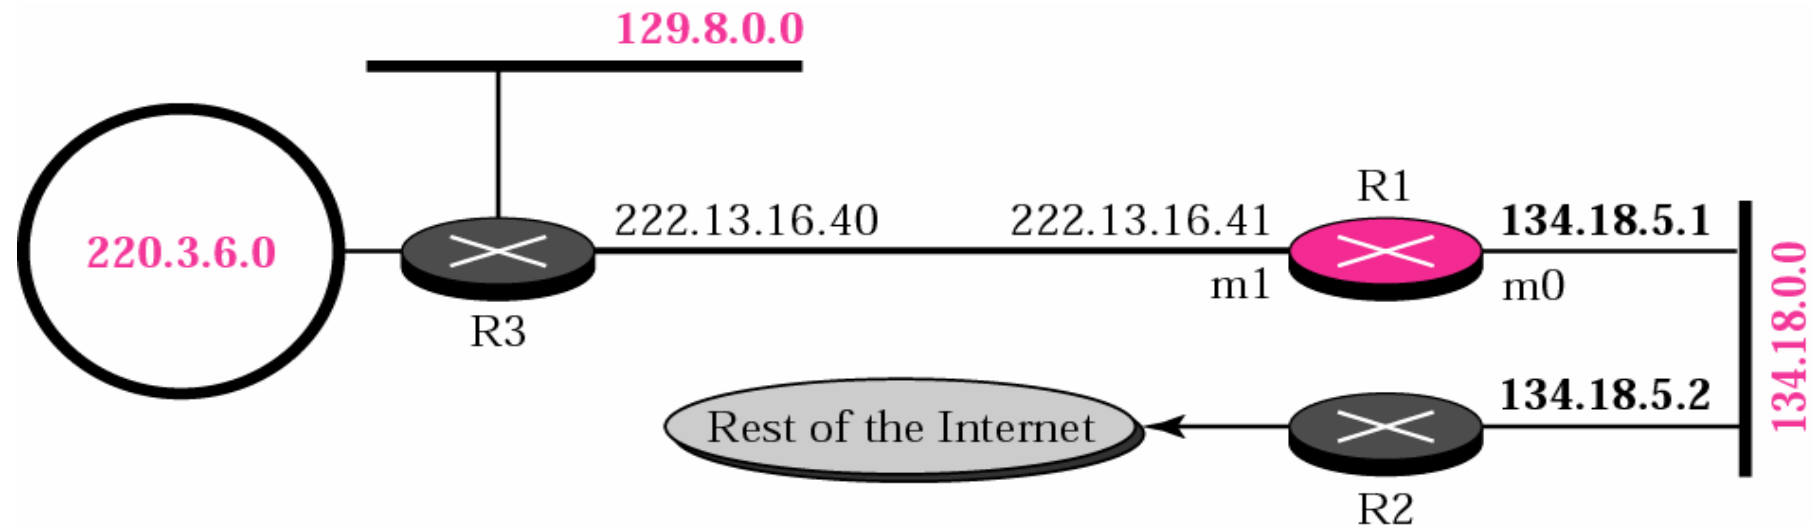 129.8.0.0
220.3.6.0
R3
222.13.16.40
222.13.16.41
m1
R1
134.18.5.1
m0
134.18.0.0
Rest of the Internet
134.18.5.2
R2